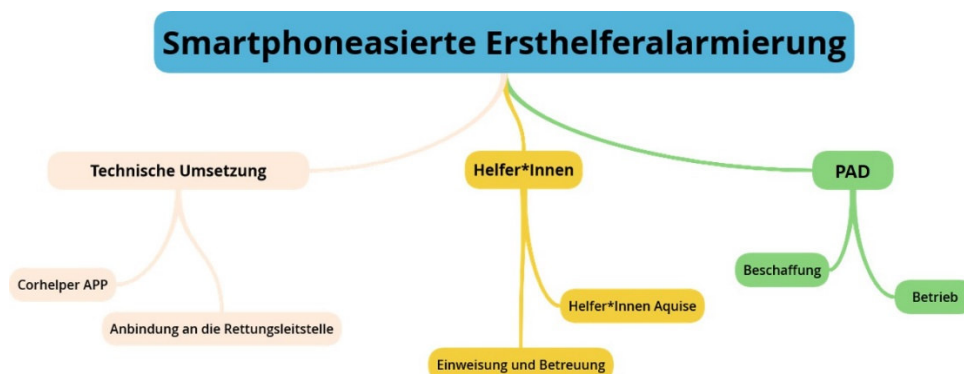 Smartphoneasierte Ersthelferalarmierung
Technische Umsetzung
Helfer*Innen
PAD
Corhelper APP
Anbindung an die Rettungsleitstelle
Helfer*Innen Aquise
Einweisung und Betreuung
Beschaffung
Betrieb